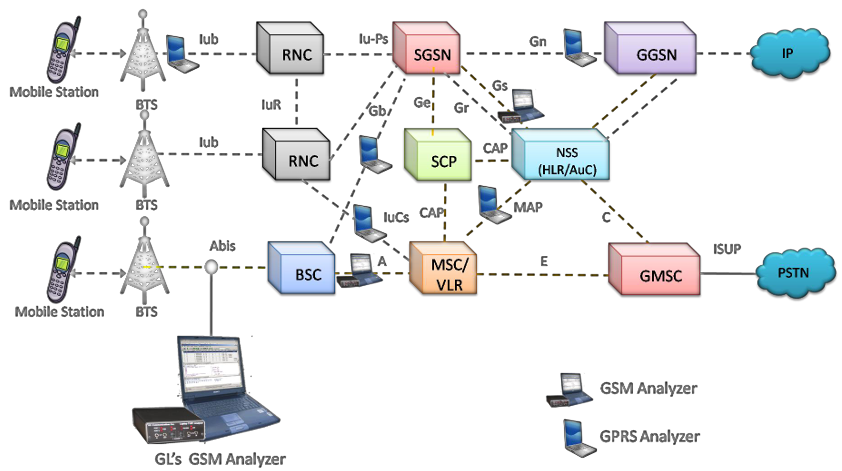 Iub
Iu-Ps
Gn
RNC
SGSN
GGSN
IP
Mobile Station
BTS
IuR
Gb
Ge
Gr
Gs
Iub
RNC
SCP
CAP
NSS
(HLR/AuC)
Mobile Station
BTS
IuCs
CAP
MAP
C
Abis
BSC
A
MSC/
VLR
E
GMSC
ISUP
PSTN
Mobile Station
BTS
GSM Analyzer
GPRS Analyzer
GL's GSM Analyzer